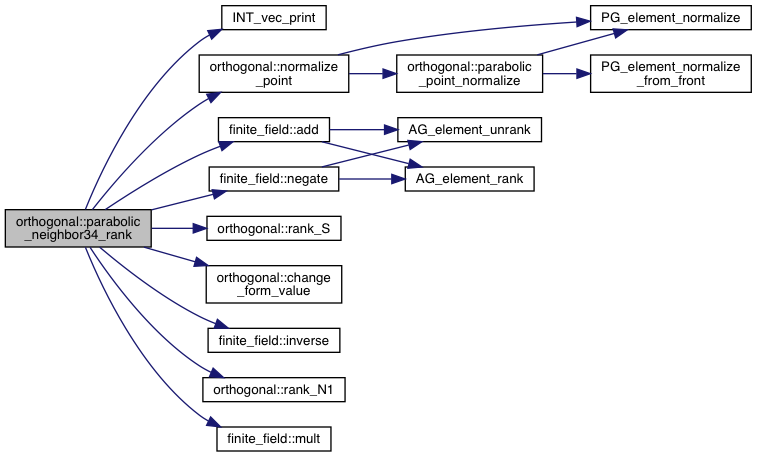 INT_vec_print
PG_element_normalize
orthogonal::normalize
_point
orthogonal::parabolic
_point_normalize
PG_element_normalize
_from_front
finite_field::add
AG_element_unrank
finite_field::negate
AG_element_rank
orthogonal::parabolic
_neighbor34_rank
orthogonal::rank_S
orthogonal::change
_form_value
finite_field::inverse
orthogonal::rank_N1
finite_field::mult